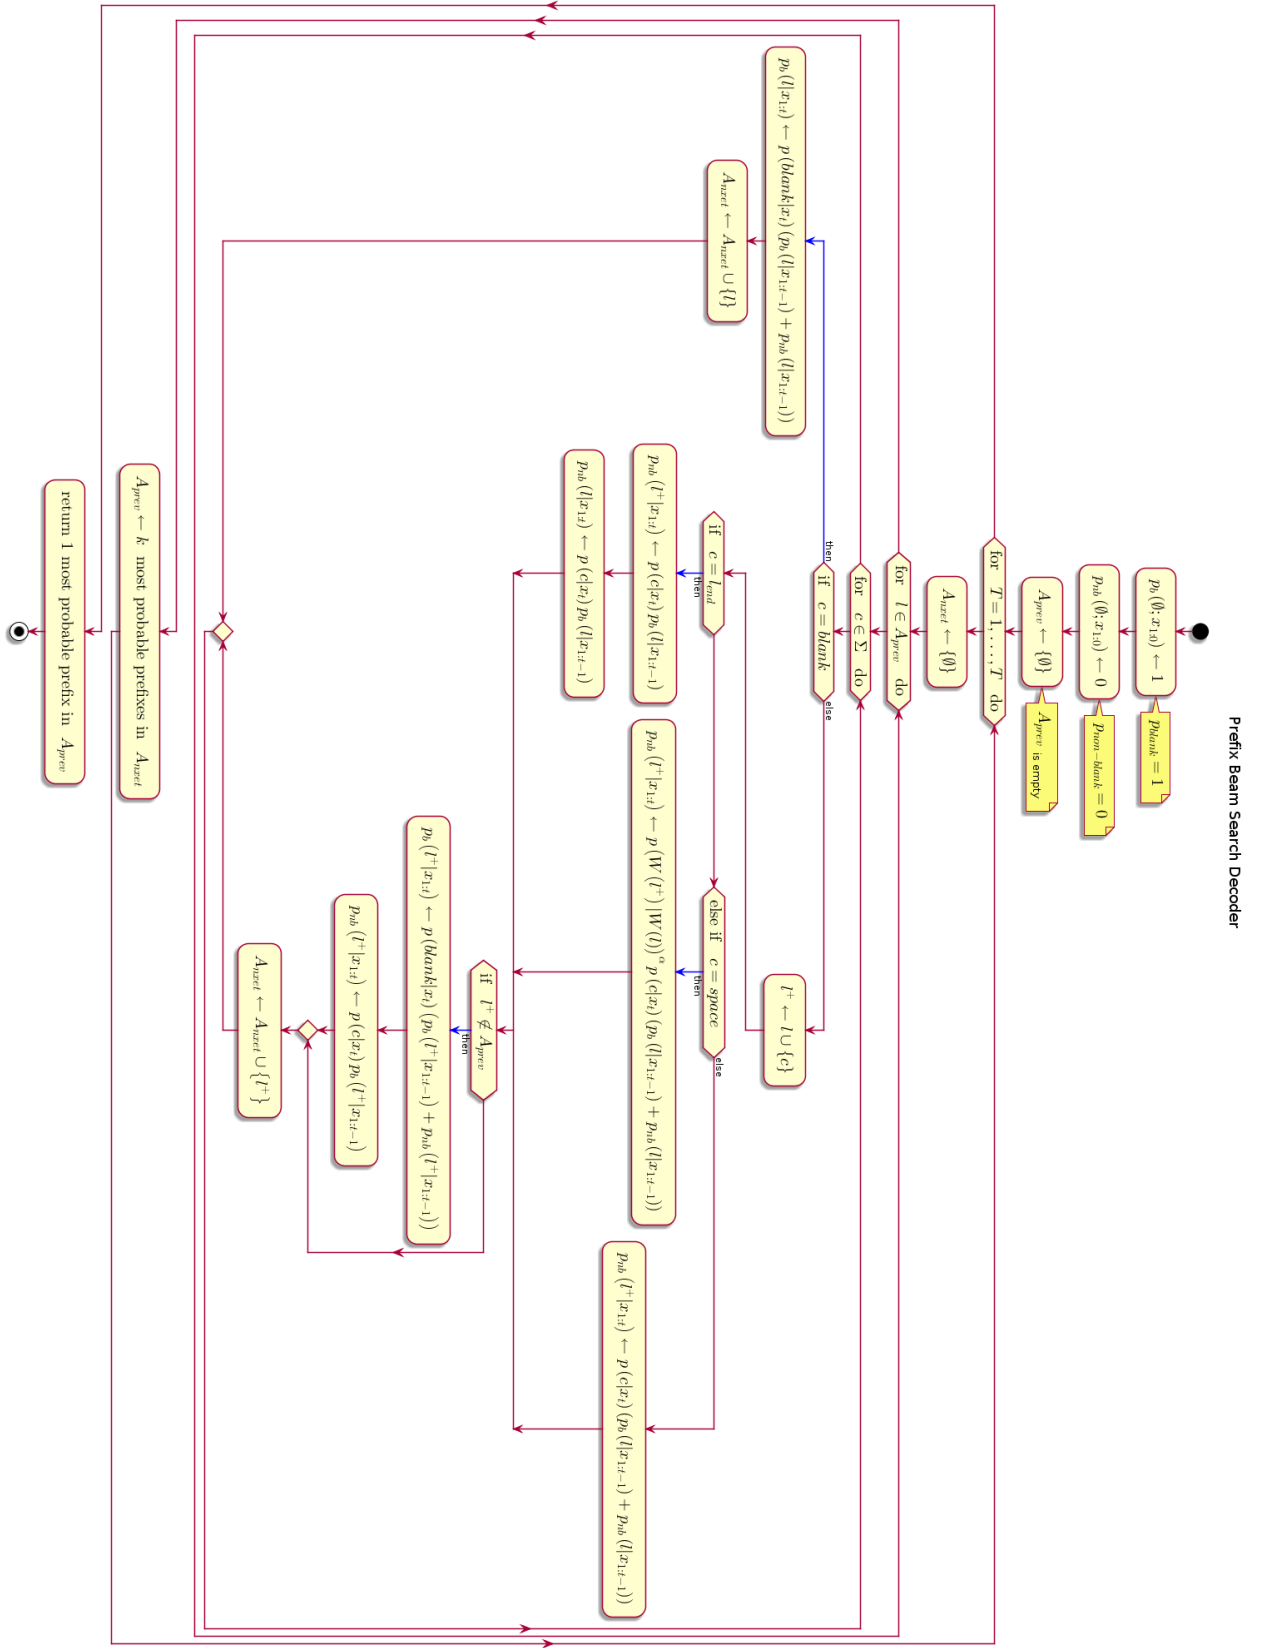 Prefix Beam Search Decoder
p_b(∅; x_{1:0}) ← 1
p_{blank} = 1
p_{nb}(∅; x_{1:0}) ← 0
p_{non−blank} = 0
A_{prev} ← {∅}
A_{prev} is empty
for T = 1, . . . , T do
A_{nxet} ← {∅}
for l ∈ A_{prev} do
for c ∈ Σ do
then
if c = blank
else
p_b(l|x_{1:t}) ← p(blank|x_t)(p_b(l|x_{1:t−1}) + p_{nb}(l|x_{1:t−1}))
A_{nxet} ← A_{nxet} ∪ {l}
l^+ ← l ∪ {c}
if c = l_{end}
then
else if c = space
then
else
p_{nb}(l^+|x_{1:t}) ← p(c|x_t)p_b(l|x_{1:t−1})
p_{nb}(l|x_{1:t}) ← p(c|x_t)p_b(l|x_{1:t−1})
p_{nb}(l^+|x_{1:t}) ← p(W(l^+)|W(l))^α p(c|x_t)(p_b(l|x_{1:t−1}) + p_{nb}(l|x_{1:t−1}))
p_{nb}(l^+|x_{1:t}) ← p(c|x_t)(p_b(l|x_{1:t−1}) + p_{nb}(l|x_{1:t−1}))
if l^+ ∉ A_{prev}
then
p_b(l^+|x_{1:t}) ← p(blank|x_t)(p_b(l^+|x_{1:t−1}) + p_{nb}(l^+|x_{1:t−1}))
p_{nb}(l^+|x_{1:t}) ← p(c|x_t)p_b(l^+|x_{1:t−1})
A_{nxet} ← A_{nxet} ∪ {l^+}
A_{prev} ← k most probable prefixes in A_{nxet}
return 1 most probable prefix in A_{prev}